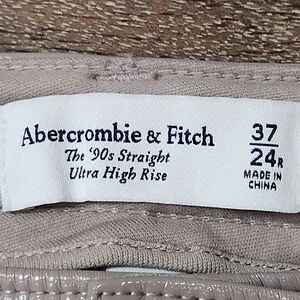 Abercrombie & Fitch
The '90s Straight
Ultra High Rise
37
24R
MADE IN
CHINA